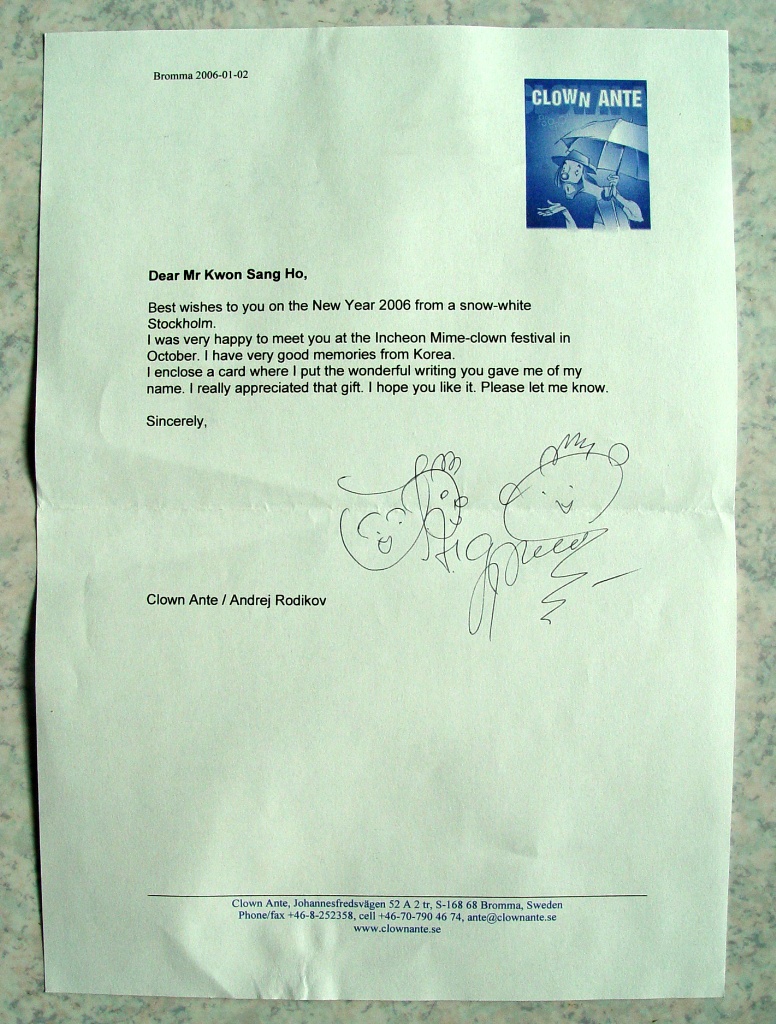 Bromma 2006-01-02
CLOWN ANTE
Dear Mr Kwon Sang Ho,
Best wishes to you on the New Year 2006 from a snow-white
Stockholm.
I was very happy to meet you at the Incheon Mime-clown festival in
October. I have very good memories from Korea.
I enclose a card where I put the wonderful writing you gave me of my
name. I really appreciated that gift. I hope you like it. Please let me know.
Sincerely,
Clown Ante / Andrej Rodikov
Clown Ante, Johannesfredsvägen 52 A 2 tr, S-168 68 Bromma, Sweden
Phone/fax +46-8-252358, cell +46-70-790 46 74, ante@clownante.se
www.clownante.se